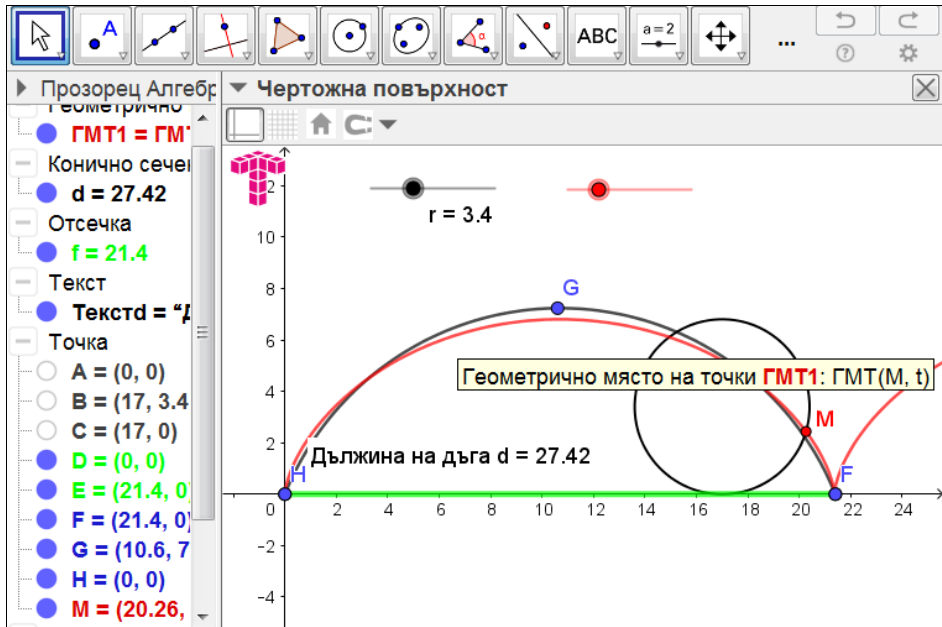 A
α
ABC
a = 2
...
Прозорец Алгебр
Чертожна повърхност
Геометрично
ГМТ1 = ГМТ
Конично сечен
d = 27.42
Отсечка
f = 21.4
Текст
Текстd = “Д
Точка
A = (0, 0)
B = (17, 3.4
C = (17, 0)
D = (0, 0)
E = (21.4, 0)
F = (21.4, 0)
G = (10.6, 7
H = (0, 0)
M = (20.26,
r = 3.4
2
10
8
6
4
2
0
−2
−4
2
4
6
8
10
12
14
16
18
20
22
24
G
Геометрично място на точки ГМТ1: ГМТ(M, t)
M
Дължина на дъга d = 27.42
H
F